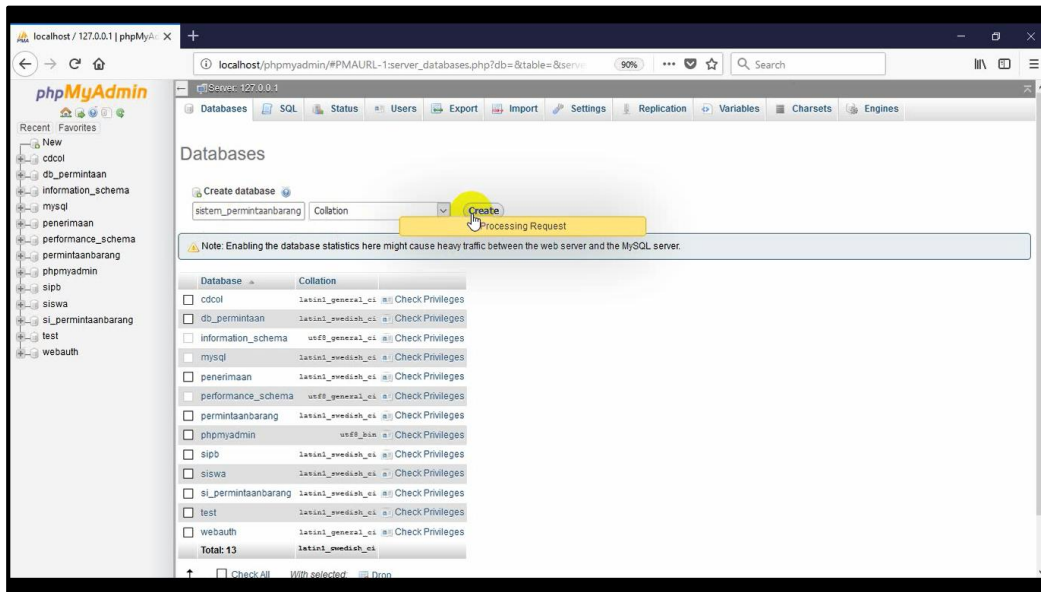 localhost / 127.0.0.1 | phpMyAd
localhost/phpmyadmin/#PMAURL-1:server_databases.php?db=&table=&serve
90%
Search
phpMyAdmin
Recent Favorites
New
cdcol
db_permintaan
information_schema
mysql
penerimaan
performance_schema
permintaanbarang
phpmyadmin
sipb
siswa
si_permintaanbarang
test
webauth
Server: 127.0.0.1
Databases SQL Status Users Export Import Settings Replication Variables Charsets Engines
Databases
Create database
sistem_permintaanbarang Collation Create
Processing Request
Note: Enabling the database statistics here might cause heavy traffic between the web server and the MySQL server.
Database Collation
cdcol latin1_general_ci Check Privileges
db_permintaan latin1_swedish_ci Check Privileges
information_schema utf8_general_ci Check Privileges
mysql latin1_swedish_ci Check Privileges
penerimaan latin1_swedish_ci Check Privileges
performance_schema utf8_general_ci Check Privileges
permintaanbarang latin1_swedish_ci Check Privileges
phpmyadmin utf8_bin Check Privileges
sipb latin1_swedish_ci Check Privileges
siswa latin1_swedish_ci Check Privileges
si_permintaanbarang latin1_swedish_ci Check Privileges
test latin1_swedish_ci Check Privileges
webauth latin1_general_ci Check Privileges
Total: 13 latin1_swedish_ci
Check All With selected: Drop